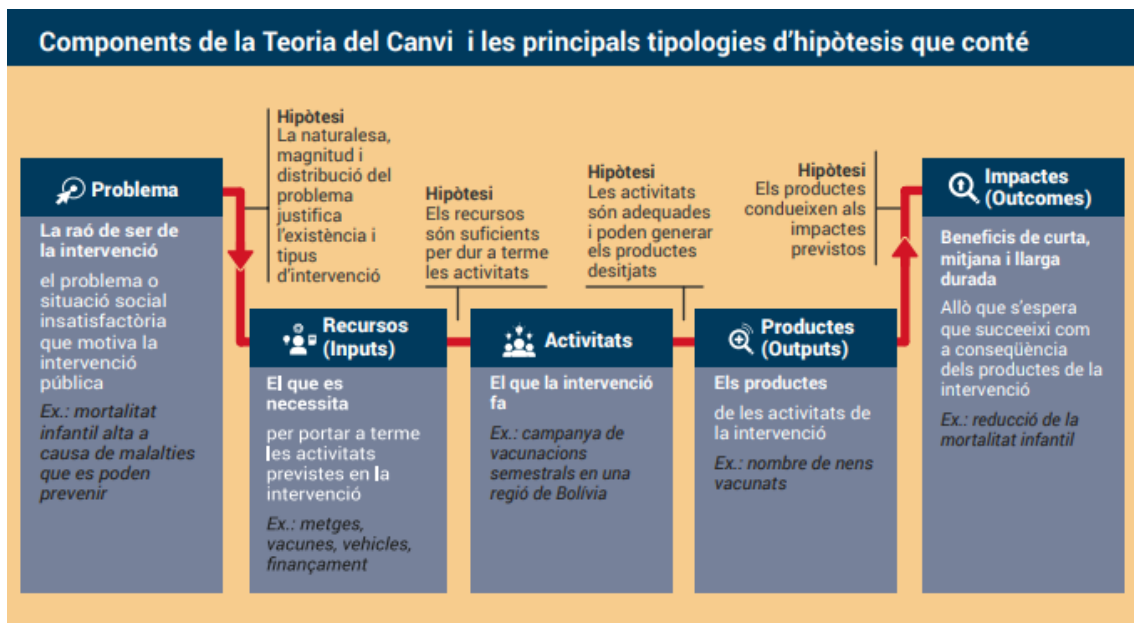 Components de la Teoria del Canvi i les principals tipologies d'hipòtesis que conté
Problema
La raó de ser de
la intervenció
el problema o
situació social
insatisfactòria
que motiva la
intervenció
pública
Ex.: mortalitat
infantil alta a
causa de malalties
que es poden
prevenir
Hipòtesi
La naturalesa,
magnitud i
distribució del
problema
justifica
l'existència i
tipus
d'intervenció
Recursos
(Inputs)
El que es
necessita
per portar a terme
les activitats
previstes en la
intervenció
Ex.: metges,
vacunes, vehicles,
finançament
Hipòtesi
Els recursos
són suficients
per dur a terme
les activitats
Activitats
El que la intervenció
fa
Ex.: campanya de
vacunacions
semestrals en una
regió de Bolívia
Hipòtesi
Les activitats
són adequades
i poden generar
els productes
desitjats
Productes
(Outputs)
Els productes
de les activitats de
la intervenció
Ex.: nombre de nens
vacunats
Hipòtesi
Els productes
condueixen als
impactes
previstos
Impactes
(Outcomes)
Beneficis de curta,
mitjana i llarga
durada
Allò que s'espera
que succeeixi com
a conseqüència
dels productes de la
intervenció
Ex.: reducció de la
mortalitat infantil